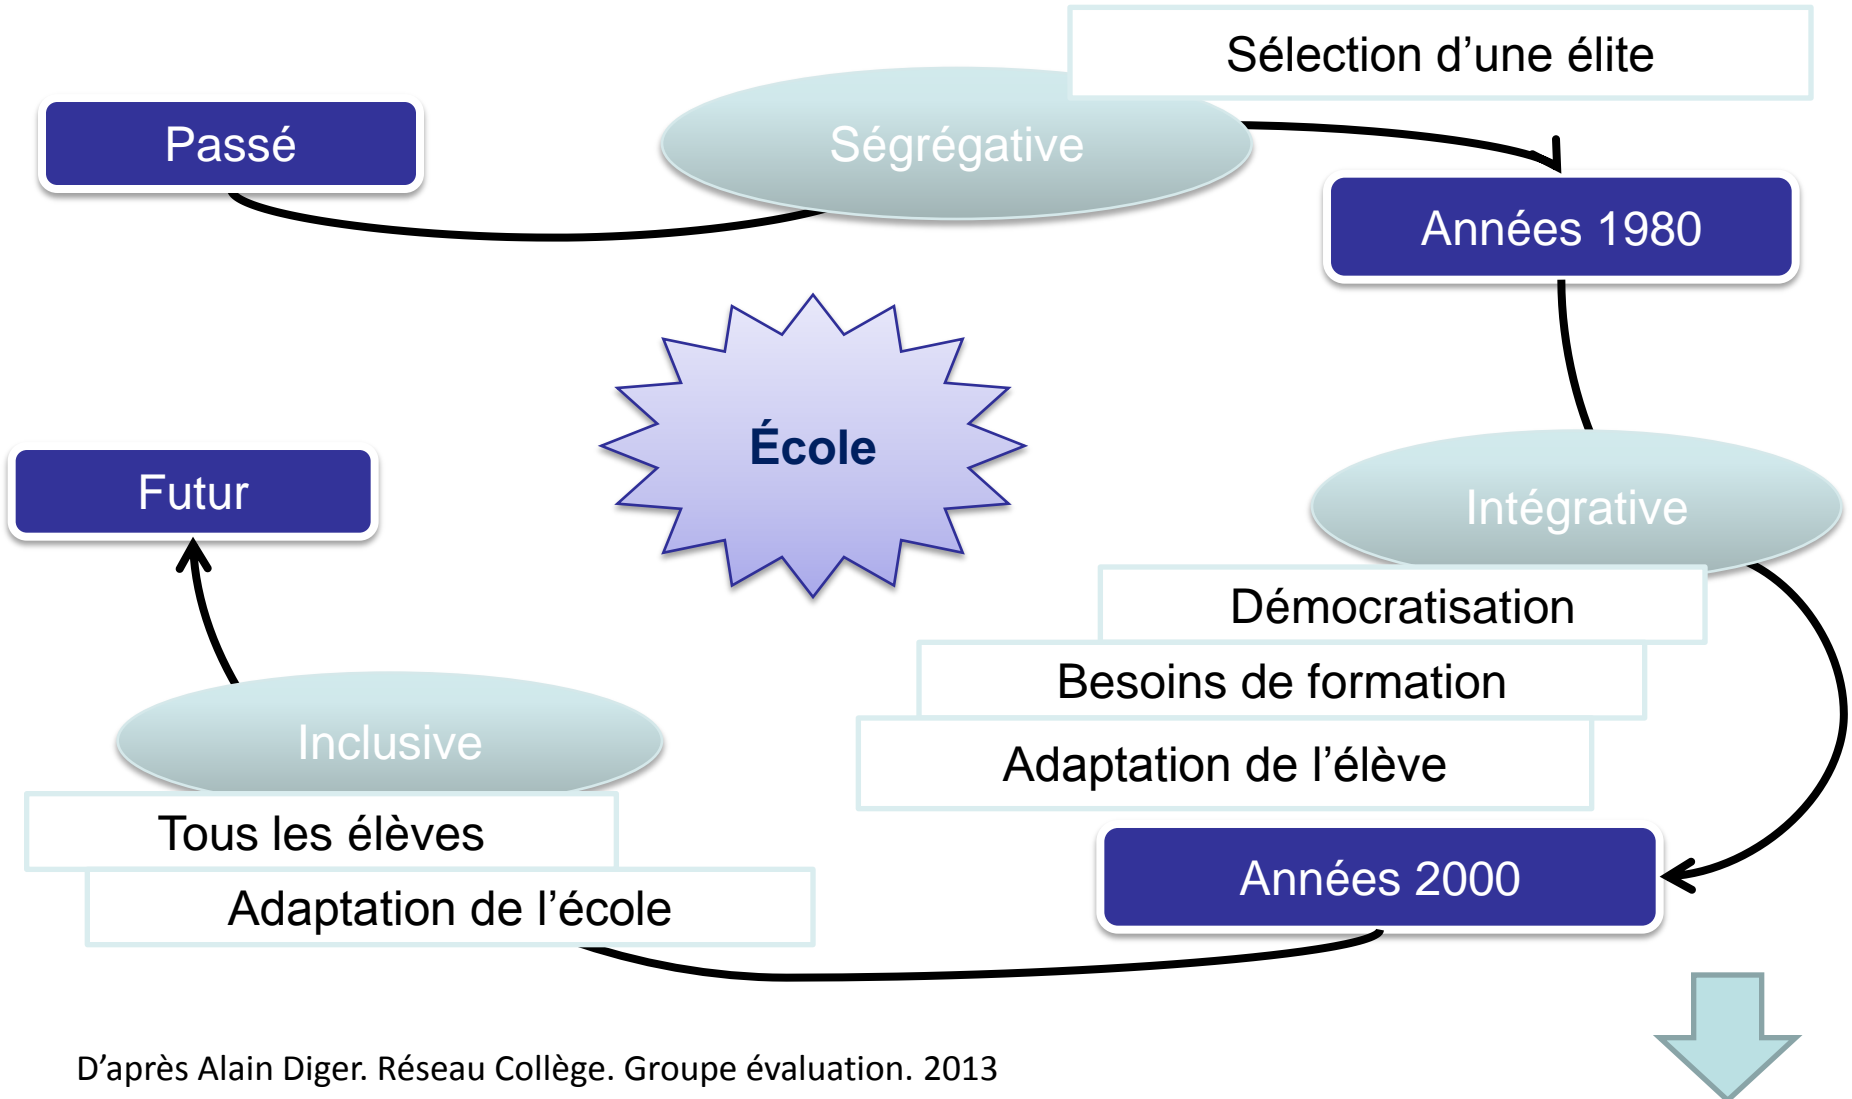 Sélection d’une élite
Passé
Ségrégative
Années 1980
École
Futur
Intégrative
Démocratisation
Besoins de formation
Adaptation de l’élève
Inclusive
Tous les élèves
Adaptation de l’école
Années 2000
D’après Alain Diger. Réseau Collège. Groupe évaluation. 2013